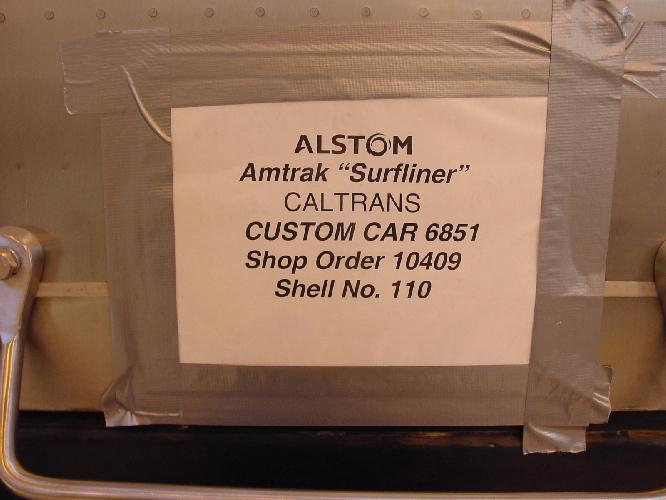 ALSTOM
Amtrak “Surfliner”
CALTRANS
CUSTOM CAR 6851
Shop Order 10409
Shell No. 110